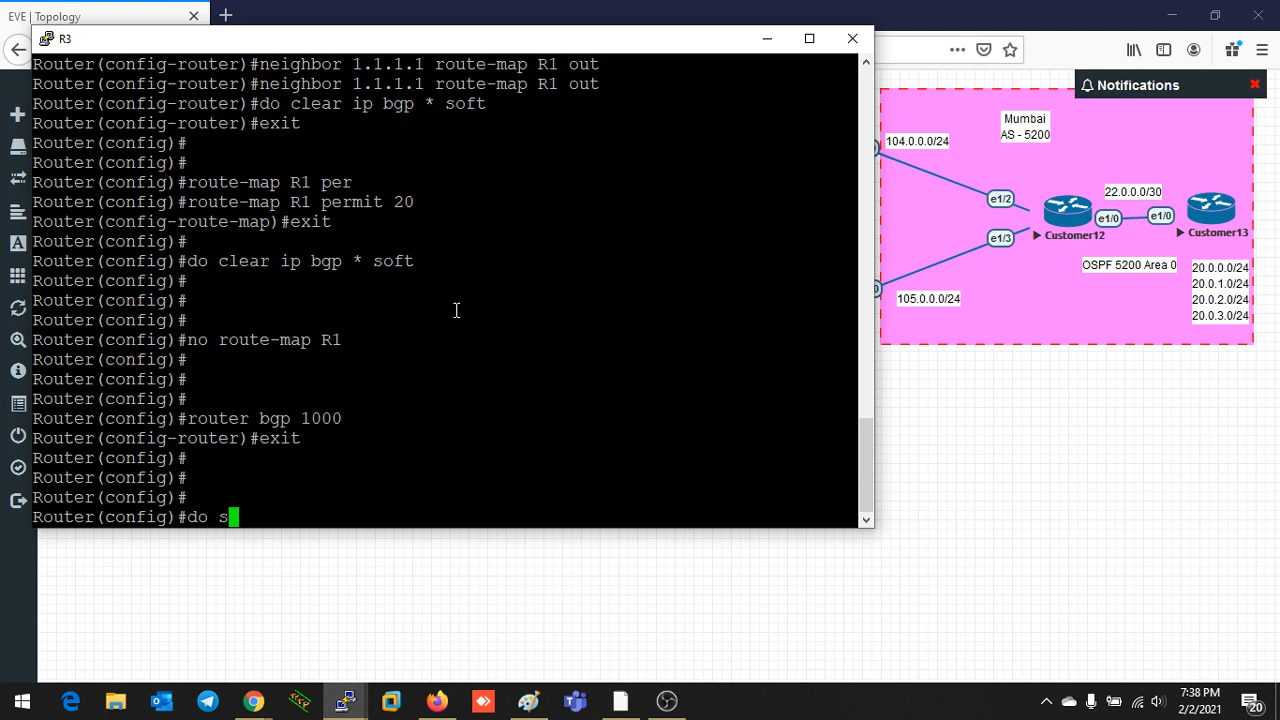 EVE | Topology
R3
Router(config-router)#neighbor 1.1.1.1 route-map R1 out
Router(config-router)#neighbor 1.1.1.1 route-map R1 out
Router(config-router)#do clear ip bgp * soft
Router(config-router)#exit
Router(config)#
Router(config)#
Router(config)#route-map R1 per
Router(config)#route-map R1 permit 20
Router(config-route-map)#exit
Router(config)#
Router(config)#do clear ip bgp * soft
Router(config)#
Router(config)#
Router(config)#
Router(config)#no route-map R1
Router(config)#
Router(config)#
Router(config)#
Router(config)#router bgp 1000
Router(config-router)#exit
Router(config)#
Router(config)#
Router(config)#
Router(config)#do s
Notifications
Mumbai
AS - 5200
104.0.0.0/24
22.0.0.0/30
e1/2
e1/0
e1/0
e1/3
Customer12
Customer13
OSPF 5200 Area 0
20.0.0.0/24
20.0.1.0/24
20.0.2.0/24
20.0.3.0/24
0
105.0.0.0/24
7:38 PM
2/2/2021
20